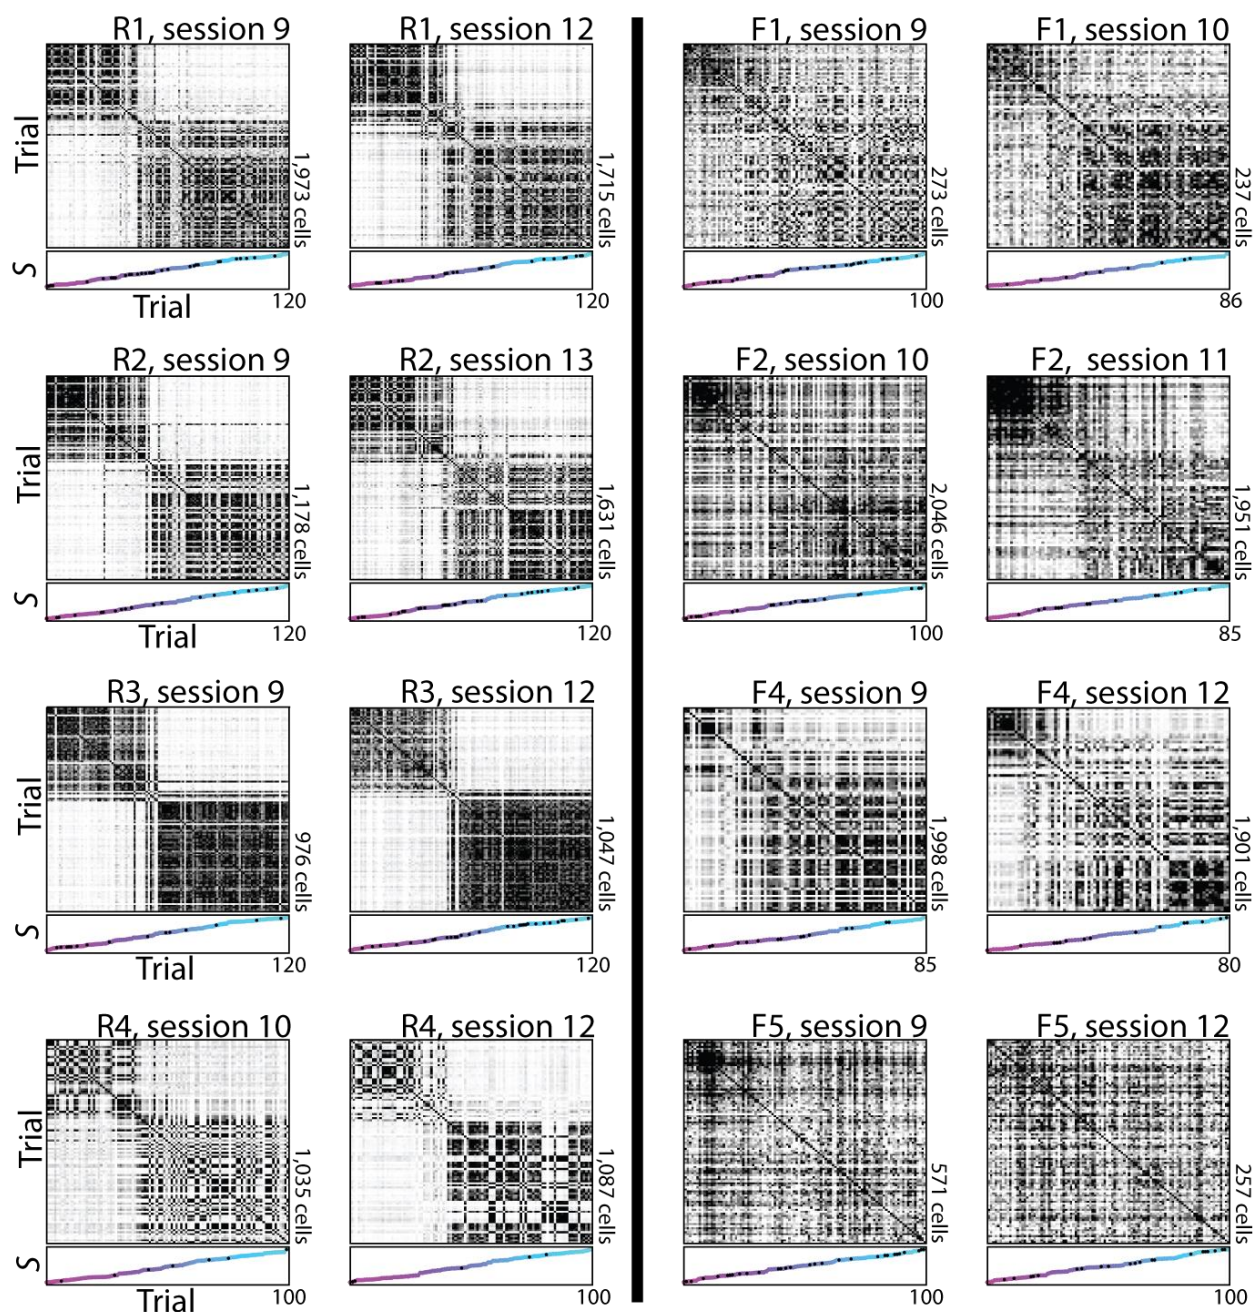 R1, session 9
Trial
1,973 cells
S
Trial
120
R1, session 12
1,715 cells
120
F1, session 9
273 cells
100
F1, session 10
237 cells
86
R2, session 9
Trial
1,178 cells
S
Trial
120
R2, session 13
1,631 cells
120
F2, session 10
2,046 cells
100
F2, session 11
1,951 cells
85
R3, session 9
Trial
976 cells
S
Trial
120
R3, session 12
1,047 cells
120
F4, session 9
1,998 cells
85
F4, session 12
1,901 cells
80
R4, session 10
Trial
1,035 cells
S
Trial
100
R4, session 12
1,087 cells
100
F5, session 9
571 cells
100
F5, session 12
257 cells
100